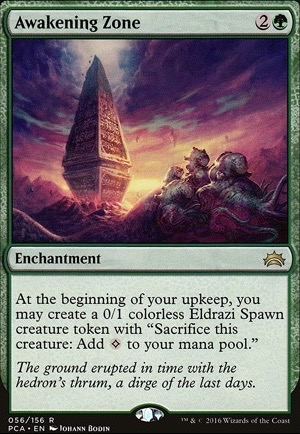 Awakening Zone 2
Enchantment
At the beginning of your upkeep, you
may create a 0/1 colorless Eldrazi Spawn
creature token with “Sacrifice this
creature: Add to your mana pool.”
The ground erupted in time with the
hedron's thrum, a dirge of the last days.
056/156 R
PCA • EN Johann Bodin
™ & © 2016 Wizards of the Coast